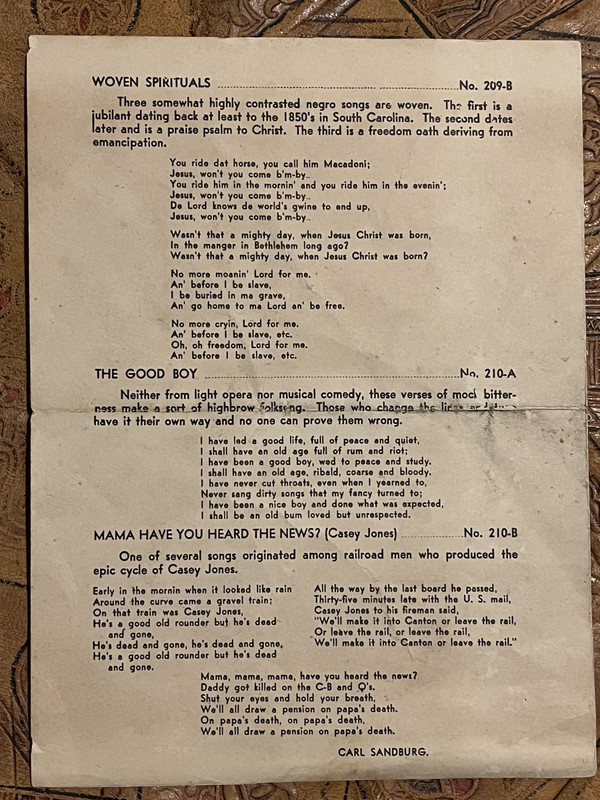 WOVEN SPIRITUALS ........ No. 209-B
Three somewhat highly contrasted negro songs are woven. The first is a
jubilant dating back at least to the 1850's in South Carolina. The second dates
later and is a praise psalm to Christ. The third is a freedom oath deriving from
emancipation.
You ride dat horse, you call him Macadoni;
Jesus, won't you come b'm-by..
You ride him in the mornin' and you ride him in the evenin';
Jesus, won't you come b'm-by..
De Lord knows de world's gwine to end up,
Jesus, won't you come b'm-by..
Wasn't that a mighty day, when Jesus Christ was born,
In the manger in Bethlehem long ago?
Wasn't that a mighty day, when Jesus Christ was born?
No more moanin' Lord for me.
An' before I be slave,
I be buried in ma grave,
An' go home to ma Lord an' be free.
No more cryin, Lord for me.
An' before I be slave, etc.
Oh, oh freedom, Lord for me.
An' before I be slave, etc.
THE GOOD BOY ........ No. 210-A
Neither from light opera nor musical comedy, these verses of mock bitter-
ness make a sort of highbrow folksong. Those who change the lines
have it their own way and no one can prove them wrong.
I have led a good life, full of peace and quiet,
I shall have an old age full of rum and riot;
I have been a good boy, wed to peace and study.
I shall have an old age, ribald, coarse and bloody.
I have never cut throats, even when I yearned to,
Never sang dirty songs that my fancy turned to;
I have been a nice boy and done what was expected,
I shall be an old bum loved but unrespected.
MAMA HAVE YOU HEARD THE NEWS? (Casey Jones) ........ No. 210-B
One of several songs originated among railroad men who produced the
epic cycle of Casey Jones.
Early in the mornin when it looked like rain
Around the curve came a gravel train;
On that train was Casey Jones,
He's a good old rounder but he's dead
and gone,
He's dead and gone, he's dead and gone,
He's a good old rounder but he's dead
and gone.
All the way by the last board he passed,
Thirty-five minutes late with the U. S. mail,
Casey Jones to his fireman said,
"We'll make it into Canton or leave the rail,
Or leave the rail, or leave the rail,
"We'll make it into Canton or leave the rail."
Mama, mama, mama, have you heard the news?
Daddy got killed on the C-B and Q's.
Shut your eyes and hold your breath,
We'll all draw a pension on papa's death.
On papa's death, on papa's death,
We'll all draw a pension on papa's death.
CARL SANDBURG.